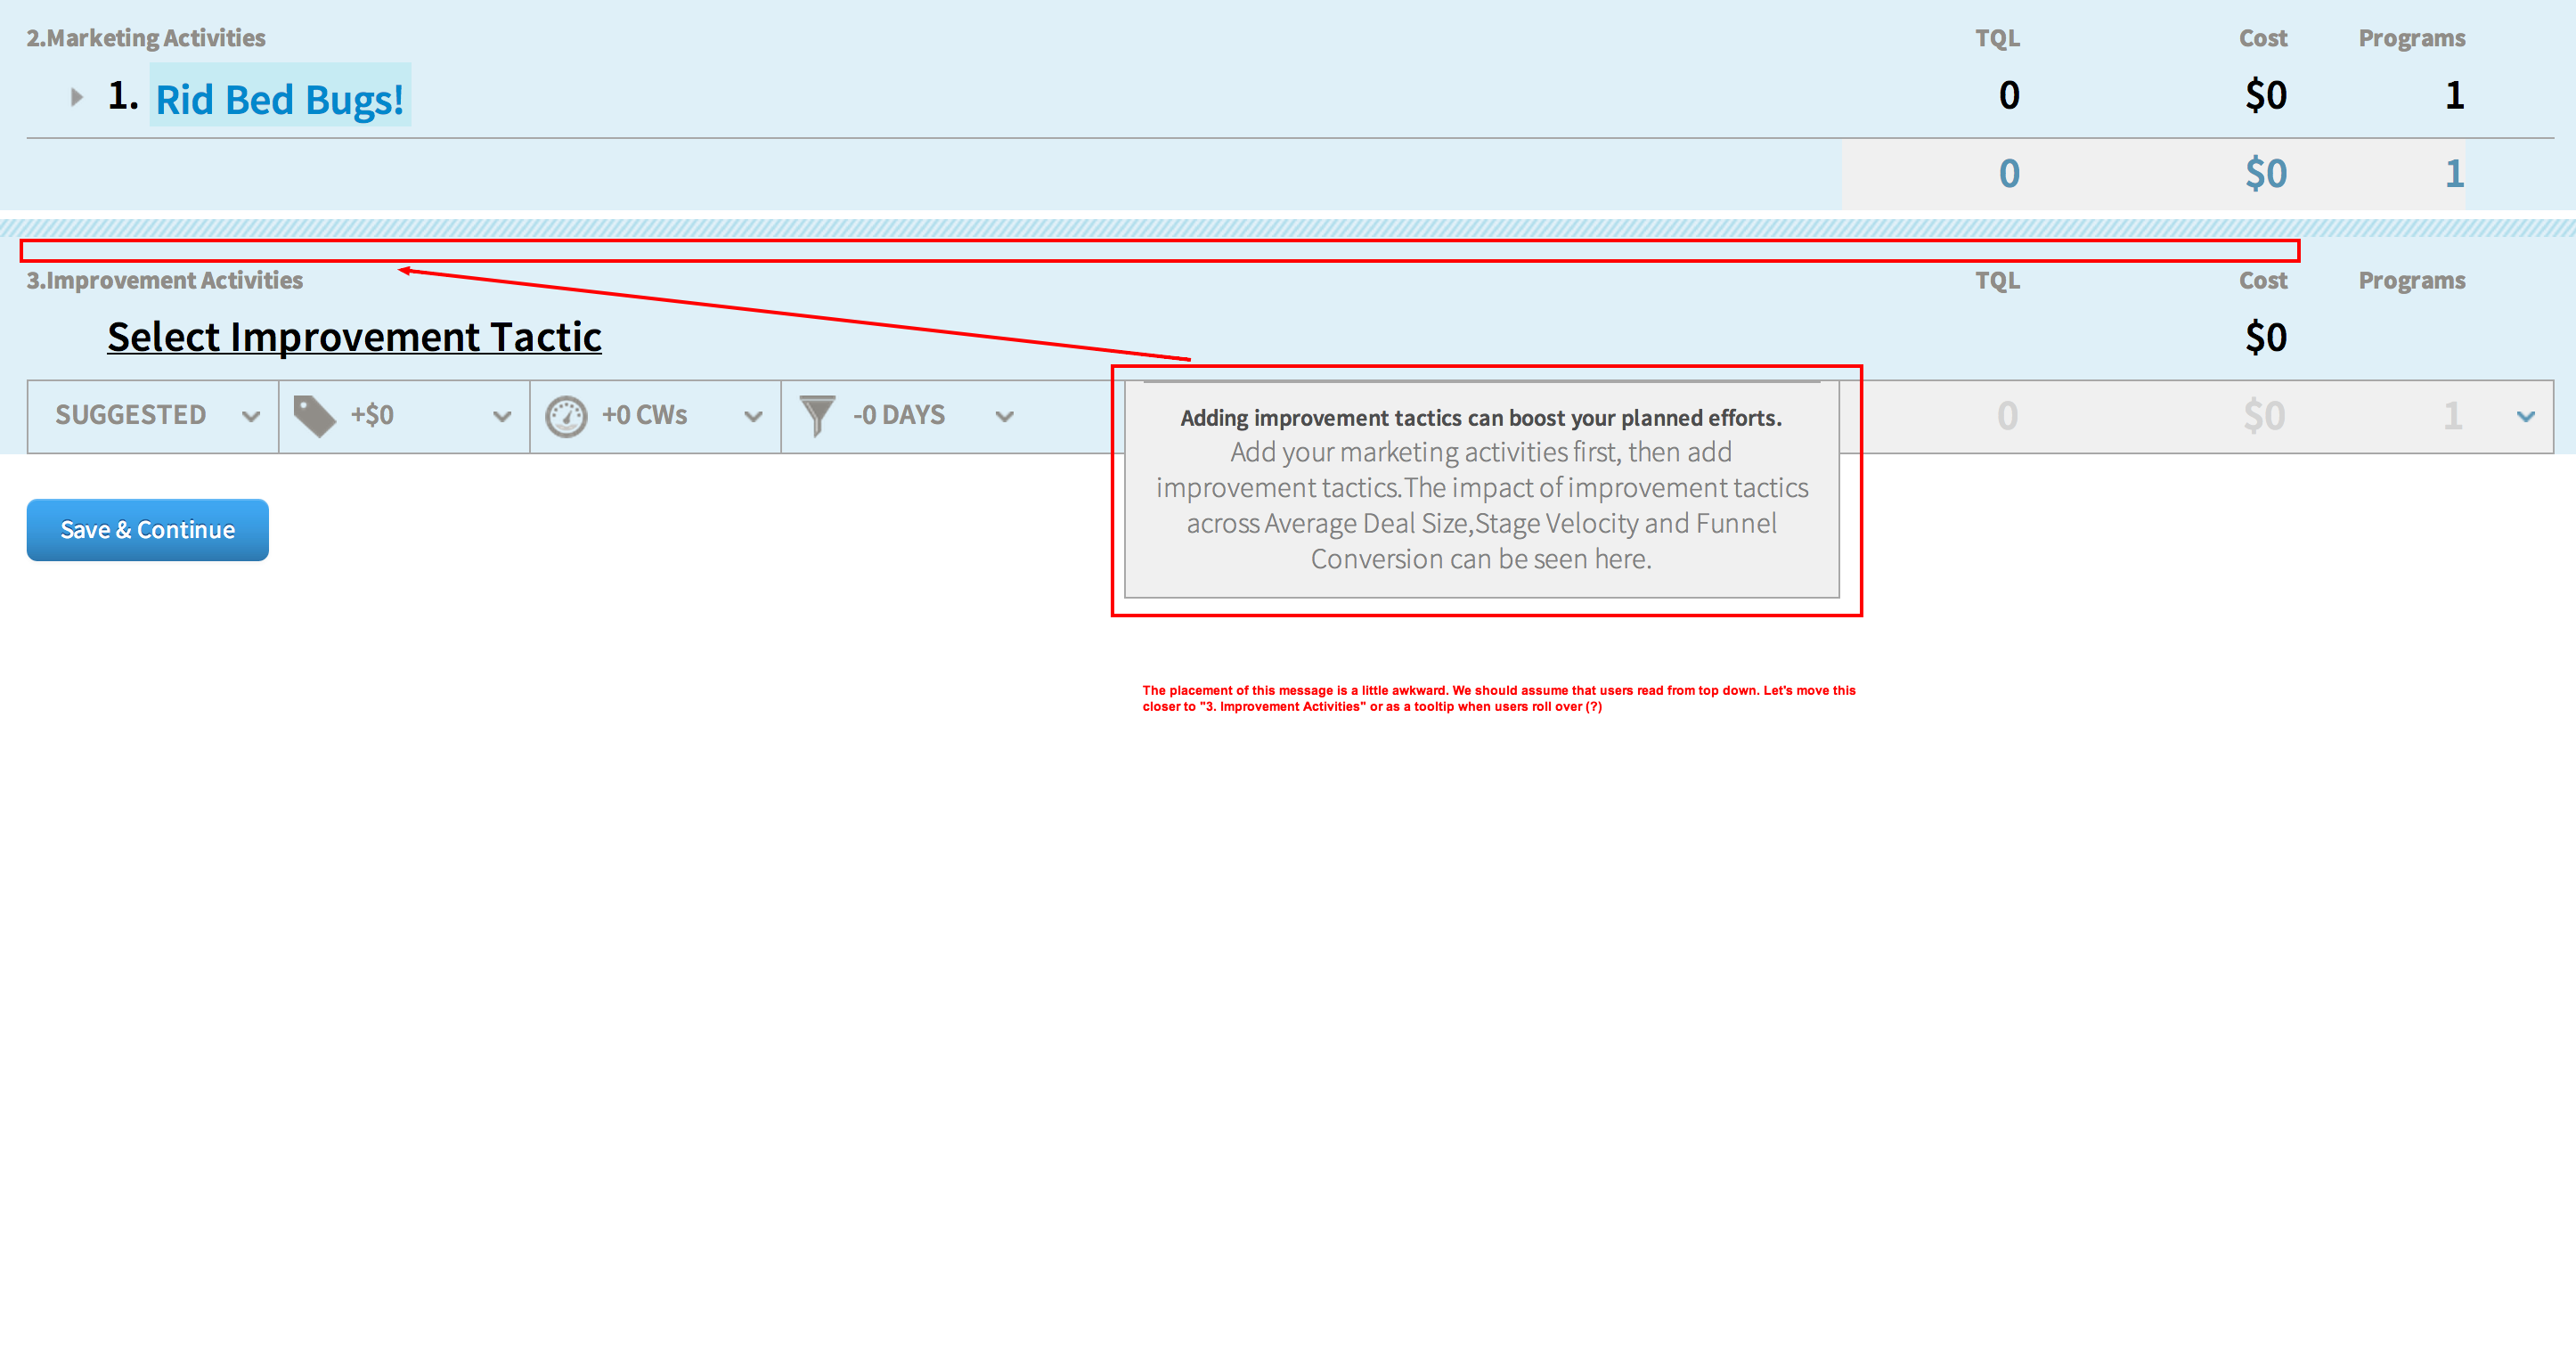 2.Marketing Activities TQL Cost Programs
1. Rid Bed Bugs! 0 $0 1
0 $0 1
3.Improvement Activities TQL Cost Programs
Select Improvement Tactic $0
SUGGESTED +$0 +0 CWs -0 DAYS 0 $0 1
Adding improvement tactics can boost your planned efforts.
Add your marketing activities first, then add
improvement tactics.The impact of improvement tactics
across Average Deal Size,Stage Velocity and Funnel
Conversion can be seen here.
Save & Continue
The placement of this message is a little awkward. We should assume that users read from top down. Let's move this
closer to "3. Improvement Activities" or as a tooltip when users roll over (?)